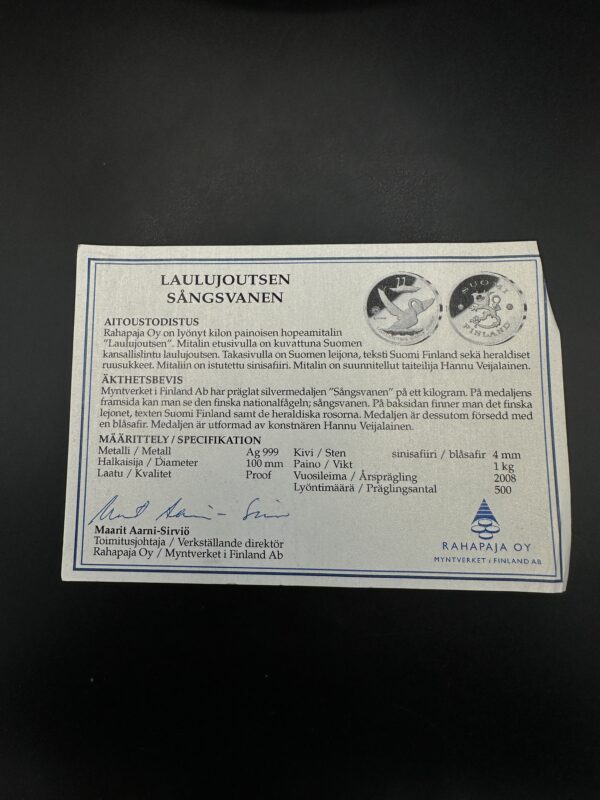 LAULUJOUTSEN
SÅNGSVANEN
SUOMI
FINLAND
AITOUSTODISTUS
Rahapaja Oy on lyönyt kilon painoisen hopeamitalin
"Laulujoutsen". Mitalin etusivulla on kuvattuna Suomen
kansallislintu laulujoutsen. Takasivulla on Suomen leijona, teksti Suomi Finland sekä heraldiset
ruusukkeet. Mitaliin on istutettu sinisafiiri. Mitalin on suunnitellut taiteilija Hannu Veijalainen.
ÄKTHETSBEVIS
Myntverket i Finland Ab har präglat silvermedaljen "Sångsvanen" på ett kilogram. På medaljens
framsida kan man se den finska nationalfågeln; sångsvanen. På baksidan finner man det finska
lejonet, texten Suomi Finland samt de heraldiska rosorna. Medaljen är dessutom försedd med
en blåsafir. Medaljen är utformad av konstnären Hannu Veijalainen.
MÄÄRITTELY / SPECIFIKATION
Metalli / Metall Ag 999 Kivi / Sten sinisafiiri / blåsafir 4 mm
Halkaisija / Diameter 100 mm Paino / Vikt 1 kg
Laatu / Kvalitet Proof Vuosileima / Årsprägling 2008
Lyöntimäärä / Präglingsantal 500
Maarit Aarni-Sirviö
Maarit Aarni-Sirviö
Toimitusjohtaja / Verkställande direktör
Rahapaja Oy / Myntverket i Finland Ab
RAHAPAJA OY
MYNTVERKET I FINLAND AB